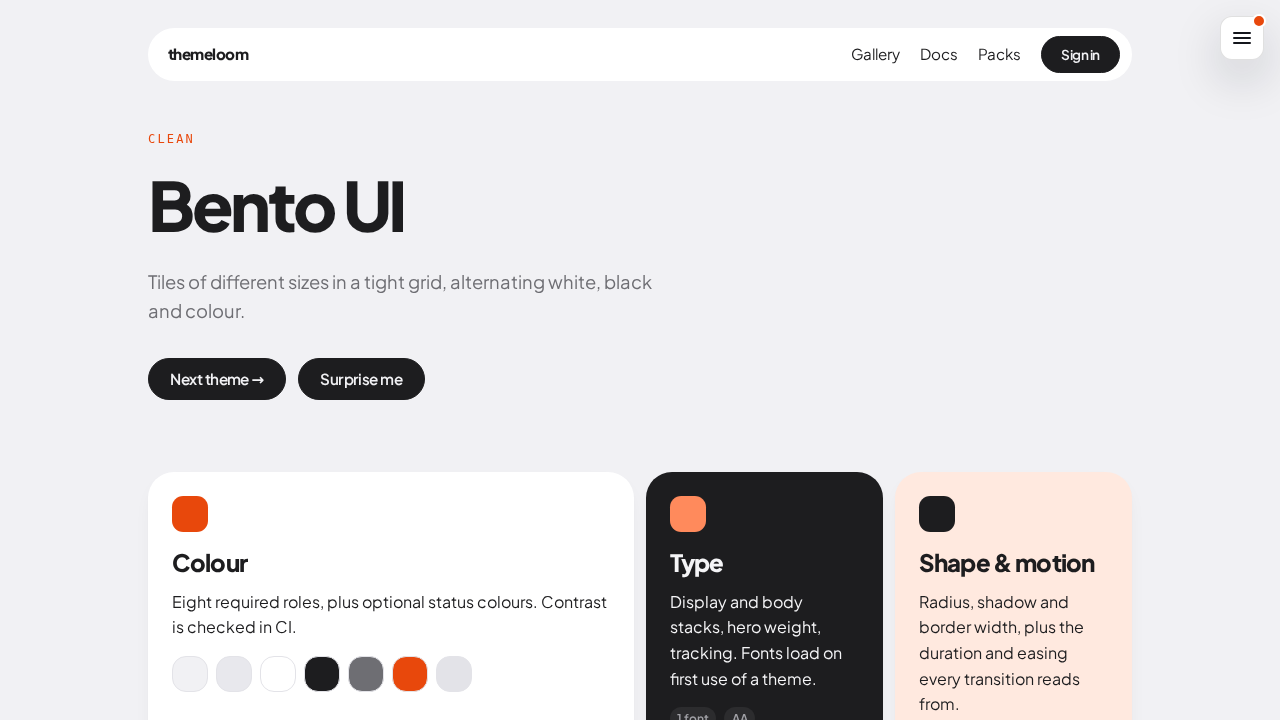 themeloom
Gallery
Docs
Packs
Sign in
CLEAN
Bento UI
Tiles of different sizes in a tight grid, alternating white, black
and colour.
Next theme →
Surprise me
Colour
Eight required roles, plus optional status colours. Contrast
is checked in CI.
Type
Display and body
stacks, hero weight,
tracking. Fonts load on
first use of a theme.
1 font
AA
Shape & motion
Radius, shadow and
border width, plus the
duration and easing
every transition reads
from.